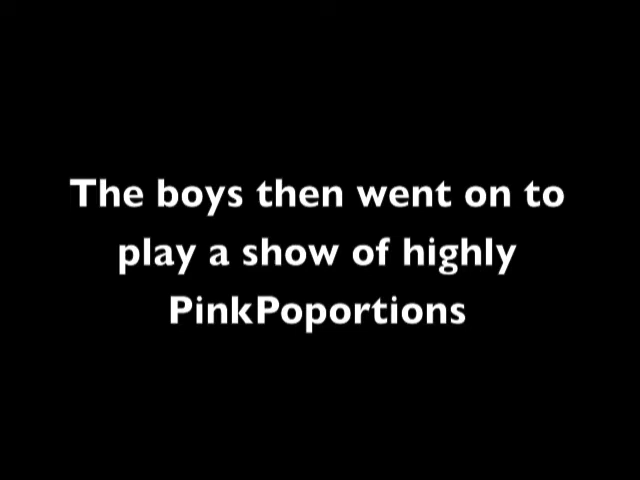 The boys then went on to
play a show of highly
PinkPoportions